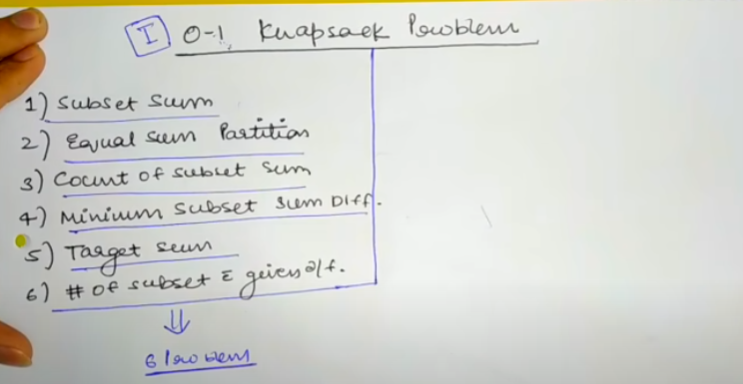 I 0-1 Knapsack Problem
1) Subset Sum
2) Equal sum Partition
3) Count of subset sum
4) Minimum subset sum Diff.
5) Target sum
6) # of subset Σ given diff.
⇓
6 Problem